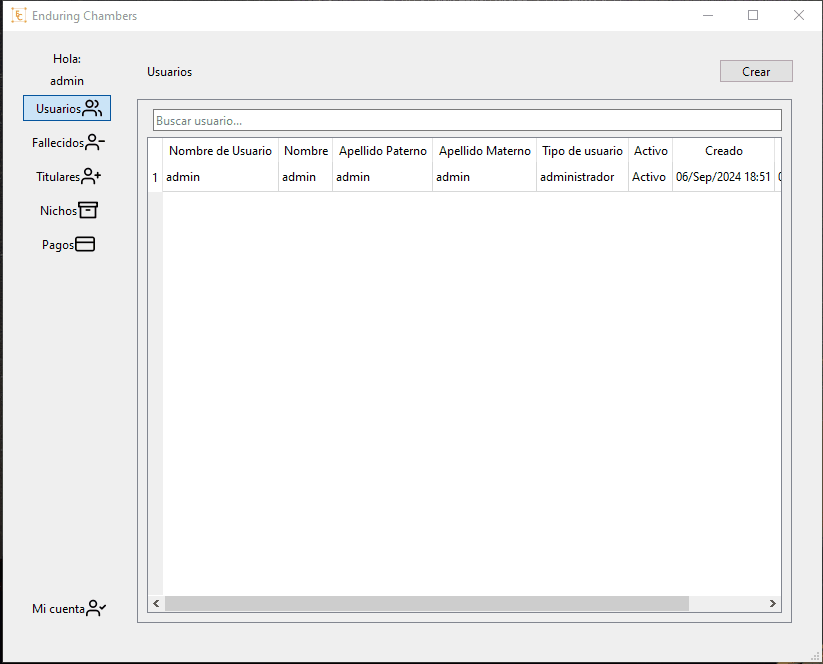 Enduring Chambers
Hola:
admin
Usuarios
Fallecidos
Titulares
Nichos
Pagos
Mi cuenta
Usuarios
Crear
Buscar usuario...
Nombre de Usuario Nombre Apellido Paterno Apellido Materno Tipo de usuario Activo Creado
1 admin admin admin admin administrador Activo 06/Sep/2024 18:51